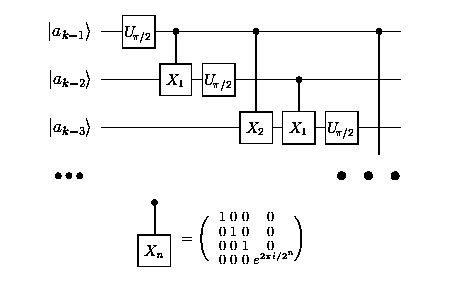 |a_{k-1}⟩ U_{π/2}
|a_{k-2}⟩ X_1 U_{π/2}
|a_{k-3}⟩ X_2 X_1 U_{π/2}
X_n = ( 1 0 0 0
0 1 0 0
0 0 1 0
0 0 0 e^{2πi/2^n} )